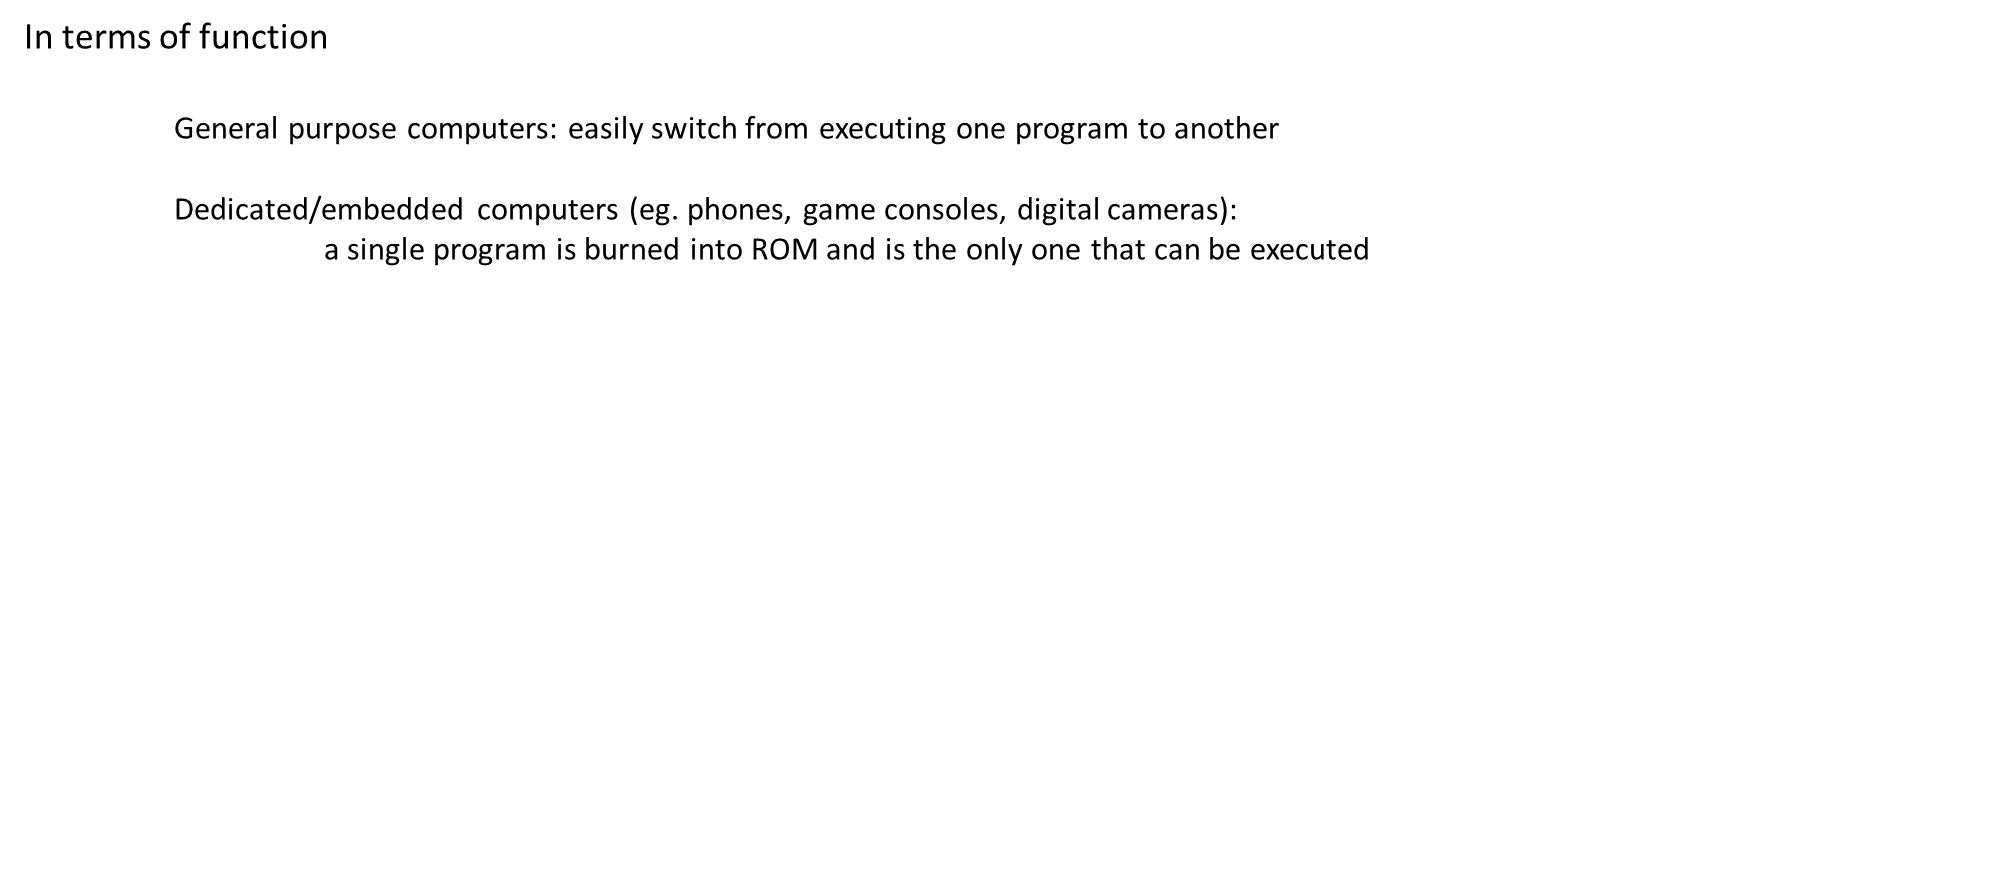 In terms of function
General purpose computers: easily switch from executing one program to another
Dedicated/embedded computers (eg. phones, game consoles, digital cameras):
a single program is burned into ROM and is the only one that can be executed